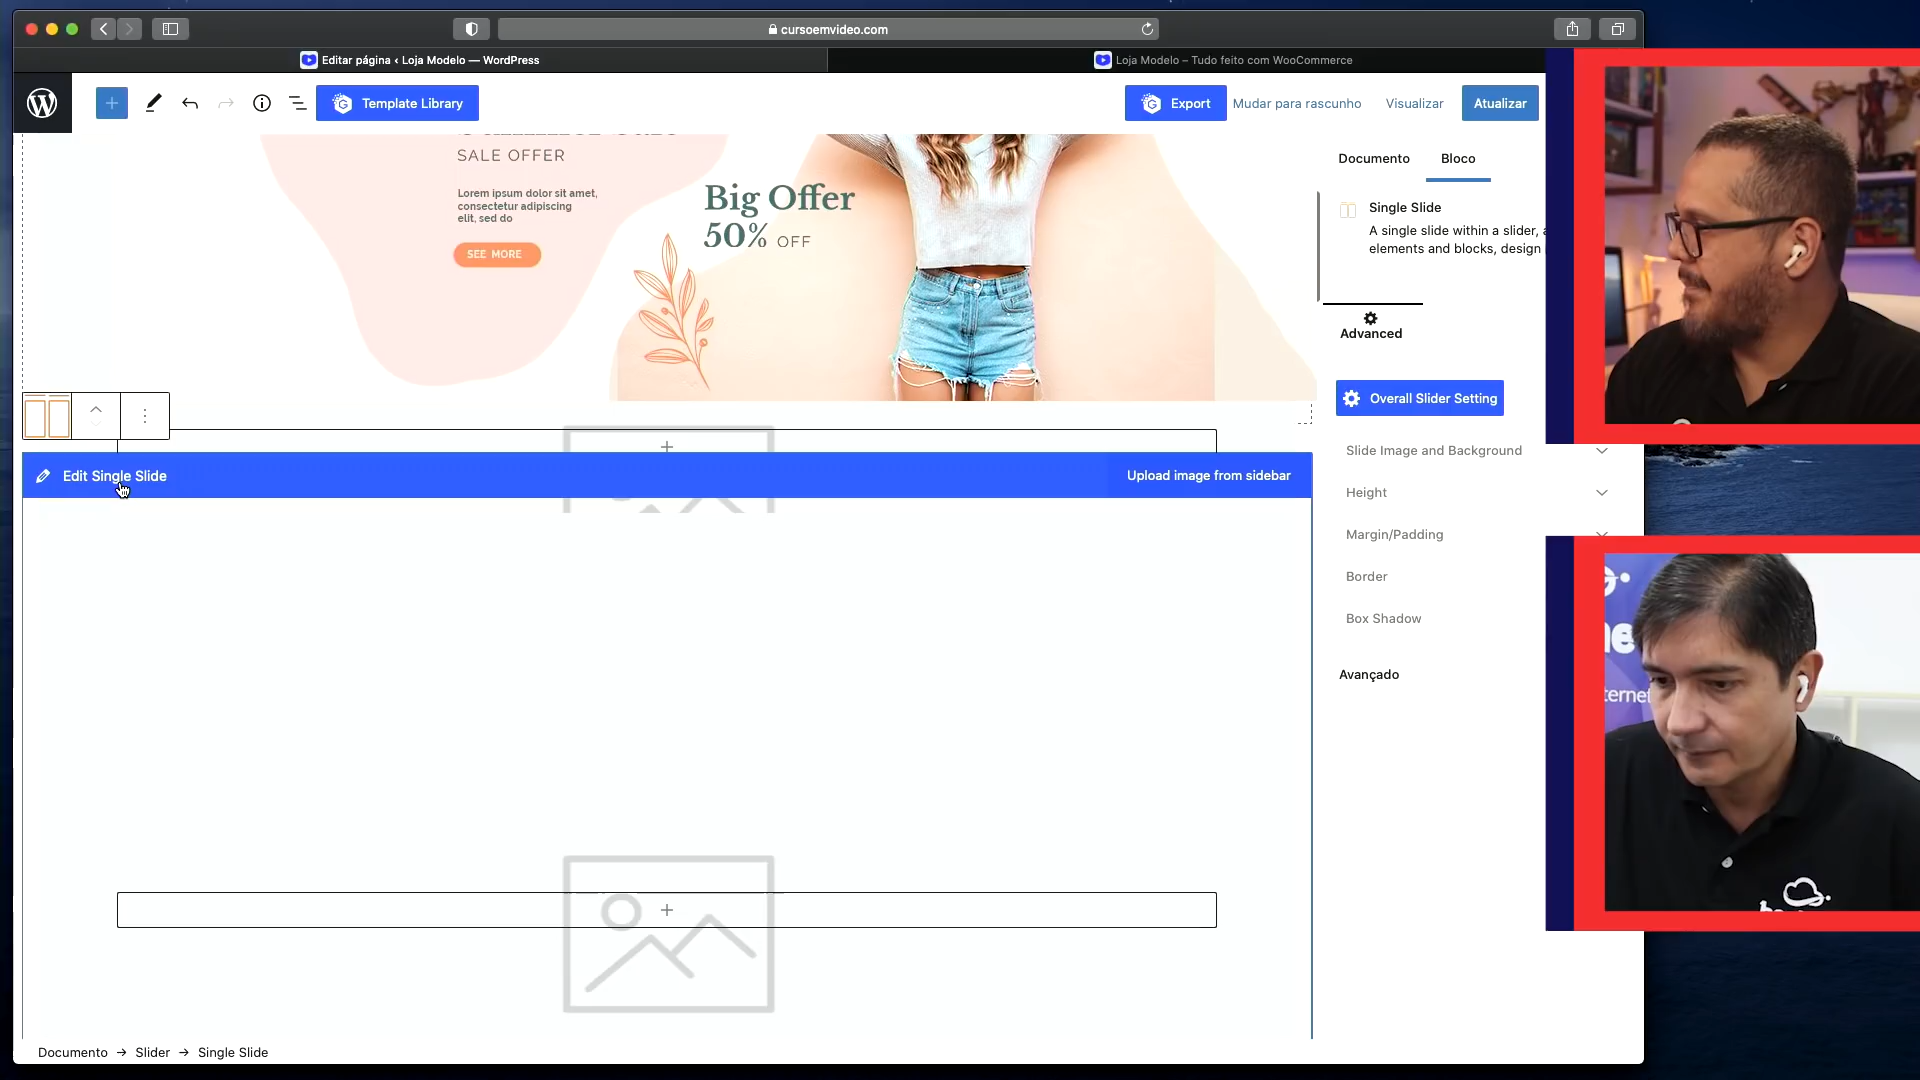 cursoemvideo.com
Editar página ‹ Loja Modelo — WordPress
Loja Modelo – Tudo feito com WooCommerce
Template Library
Export
Mudar para rascunho
Visualizar
Atualizar
SALE OFFER
Lorem ipsum dolor sit amet,
consectetur adipiscing
elit, sed do
SEE MORE
Big Offer
50% OFF
Documento
Bloco
Single Slide
A single slide within a slider,
elements and blocks, design
Advanced
Overall Slider Setting
Slide Image and Background
Height
Margin/Padding
Border
Box Shadow
Avançado
Edit Single Slide
Upload image from sidebar
Documento → Slider → Single Slide